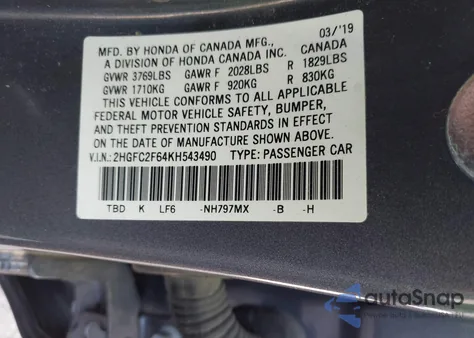 03/'19
MFD. BY HONDA OF CANADA MFG., CANADA
A DIVISION OF HONDA CANADA INC.
GVWR 3769LBS GAWR F 2028LBS R 1829LBS
GVWR 1710KG GAWR F 920KG R 830KG
THIS VEHICLE CONFORMS TO ALL APPLICABLE
FEDERAL MOTOR VEHICLE SAFETY, BUMPER,
AND THEFT PREVENTION STANDARDS IN EFFECT
ON THE DATE OF MANUFACTURE SHOWN ABOVE.
V.I.N.: 2HGFC2F64KH543490 TYPE: PASSENGER CAR
TBD K LF6 -NH797MX -B -H
autoSnap